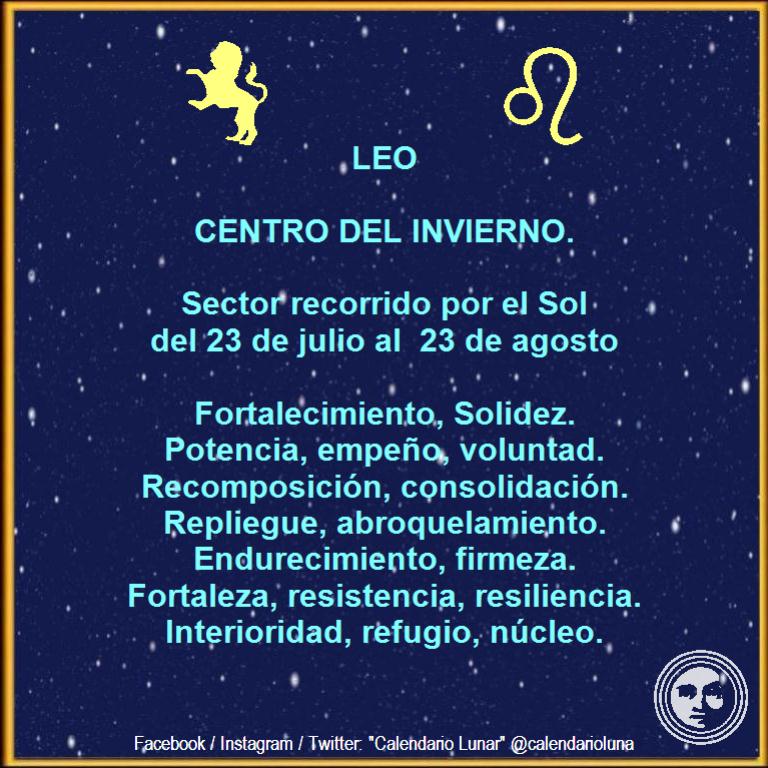 LEO
CENTRO DEL INVIERNO.
Sector recorrido por el Sol
del 23 de julio al  23 de agosto
Fortalecimiento, Solidez.
Potencia, empeño, voluntad.
Recomposición, consolidación.
Repliegue, abroquelamiento.
Endurecimiento, firmeza.
Fortaleza, resistencia, resiliencia.
Interioridad, refugio, núcleo.
Facebook / Instagram / Twitter: "Calendario Lunar" @calendarioluna